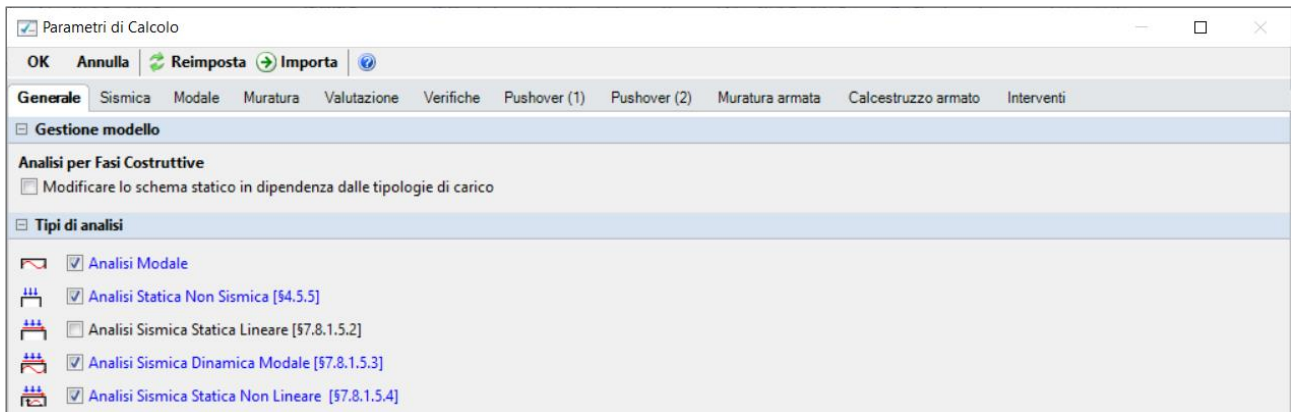 Parametri di Calcolo
OK Annulla Reimposta Importa
Generale Sismica Modale Muratura Valutazione Verifiche Pushover (1) Pushover (2) Muratura armata Calcestruzzo armato Interventi
Gestione modello
Analisi per Fasi Costruttive
Modificare lo schema statico in dipendenza dalle tipologie di carico
Tipi di analisi
Analisi Modale
Analisi Statica Non Sismica [§4.5.5]
Analisi Sismica Statica Lineare [§7.8.1.5.2]
Analisi Sismica Dinamica Modale [§7.8.1.5.3]
Analisi Sismica Statica Non Lineare [§7.8.1.5.4]